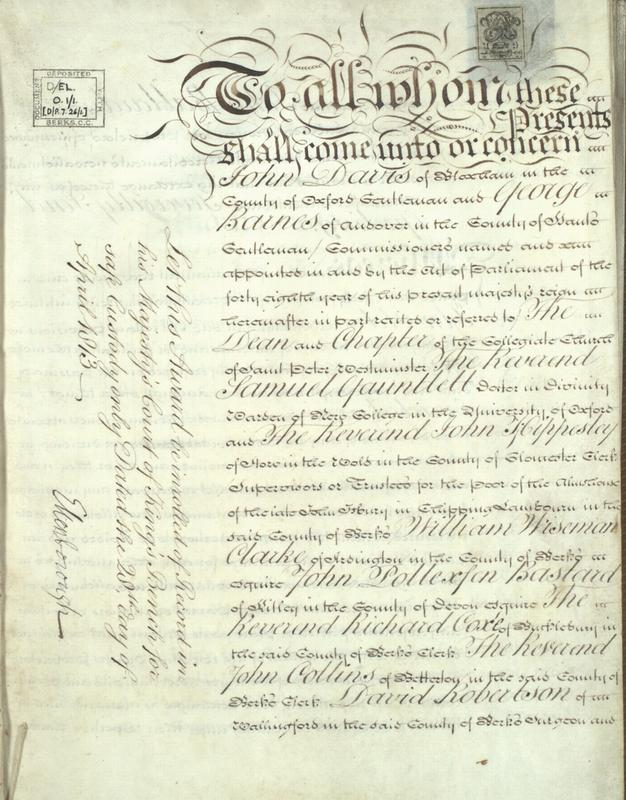 DEPOSITED
DOCUMENT
D/EL.
O.1/1.
[D/P.7.26/1]
MARK
BERKS.C.C.
To all whom these
Presents
shall come unto or concern
John Davis of Bloxham in the
County of Oxford Gentleman and George
Barnes of Andover in the County of Hants
Gentleman Commissioners named and
appointed in and by the Act of Parliament of the
forty eighth year of his present majesty's reign
hereinafter in part recited or referred to The
Dean and Chapter of the Collegiate Church
of Saint Peter Westminster The Reverend
Samuel Gauntlett Doctor in Divinity
Warden of New College in the University of Oxford
and The Reverend John Hippesley
of Stow in the Wold in the County of Gloucester Clerk
Supervisors or Trustees for the Poor of the Almshouse
of the late John Isbury in Chipping Lambourn in the
said County of Berks William Wiseman
Clarke of Ardington in the County of Berks
Esquire John Pollexfen Bastard
of Kitley in the County of Devon Esquire The
Reverend Richard Coxe of Bucklebury in
the said County of Berks Clerk The Reverend
John Collins of Betterton in the said County of
Berks Clerk David Robertson of
Wallingford in the said County of Berks Surgeon and
Let this Award be inrolled of Record in
his Majesty's Court of King's Bench for
safe Custody only Dated the day of
April
Ellenborough